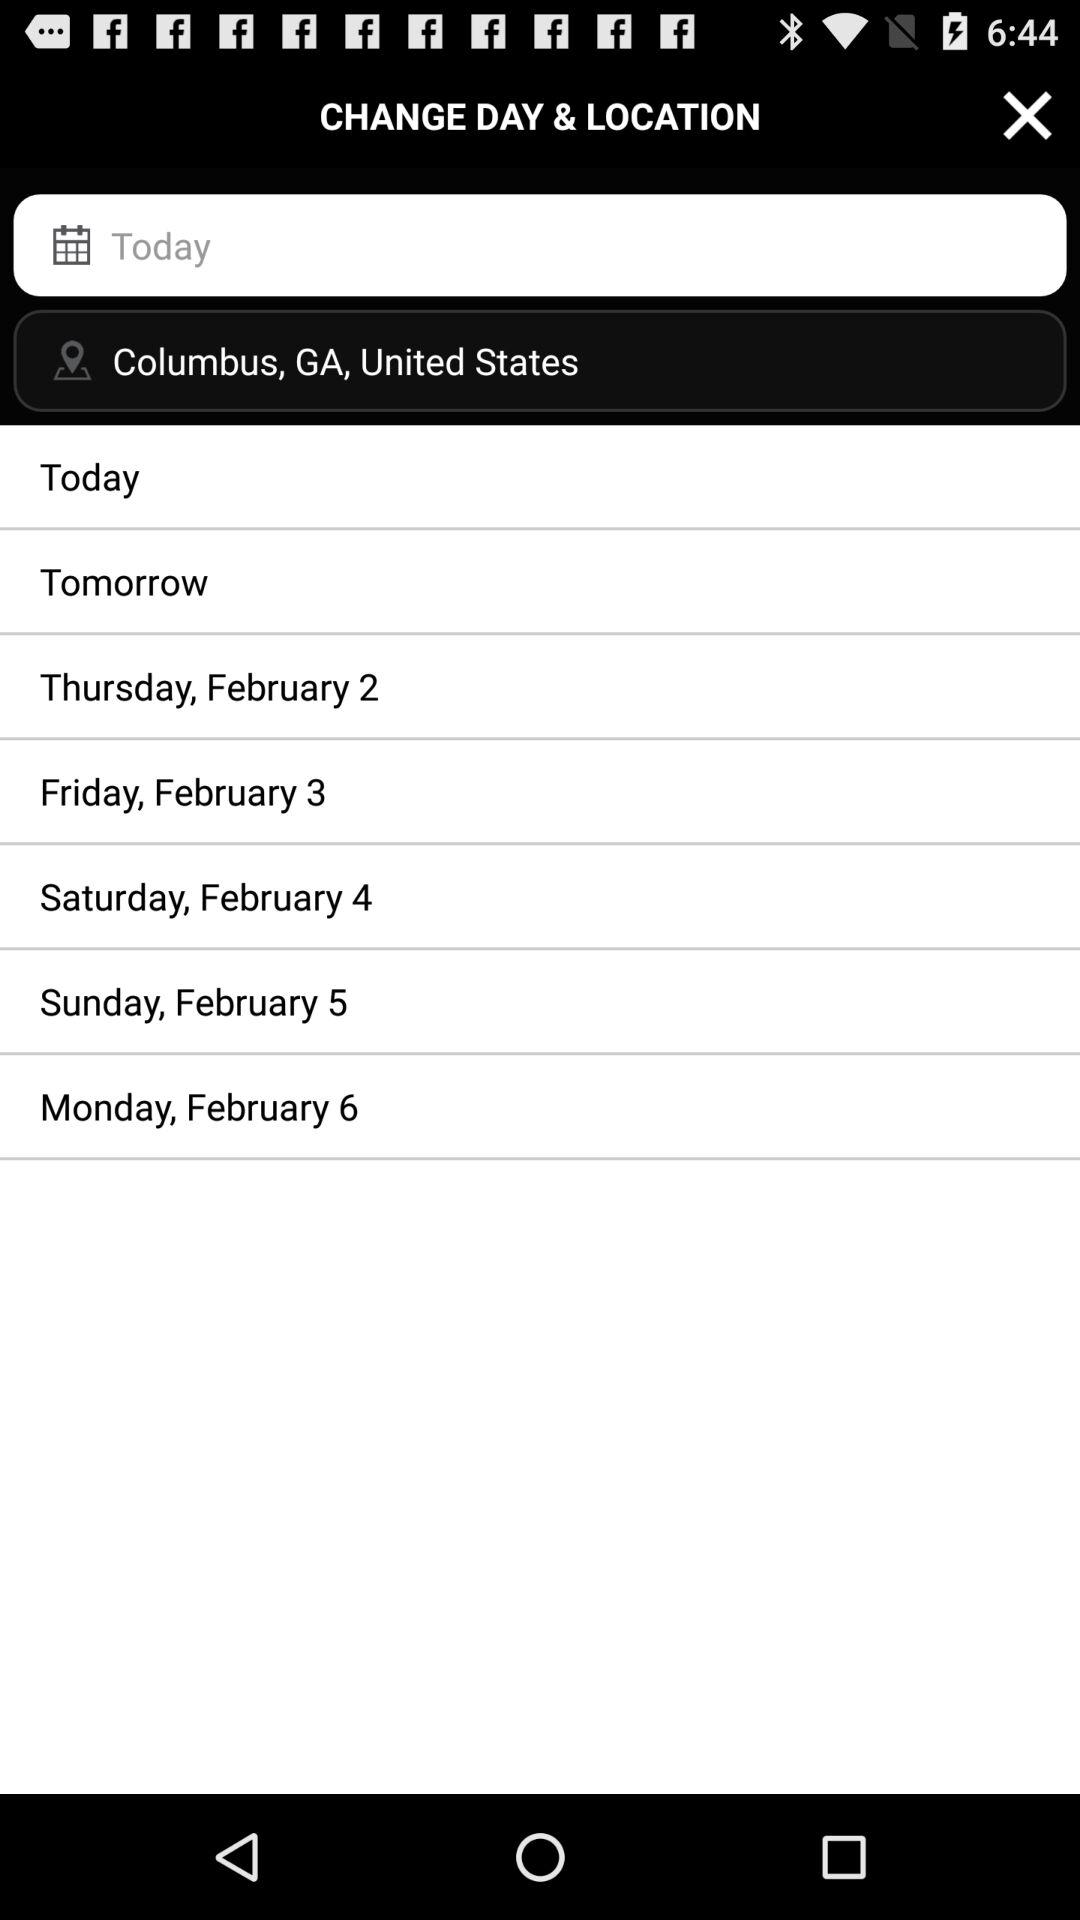 6:44
CHANGE DAY & LOCATION
Today
Columbus, GA, United States
Today
Tomorrow
Thursday, February 2
Friday, February 3
Saturday, February 4
Sunday, February 5
Monday, February 6